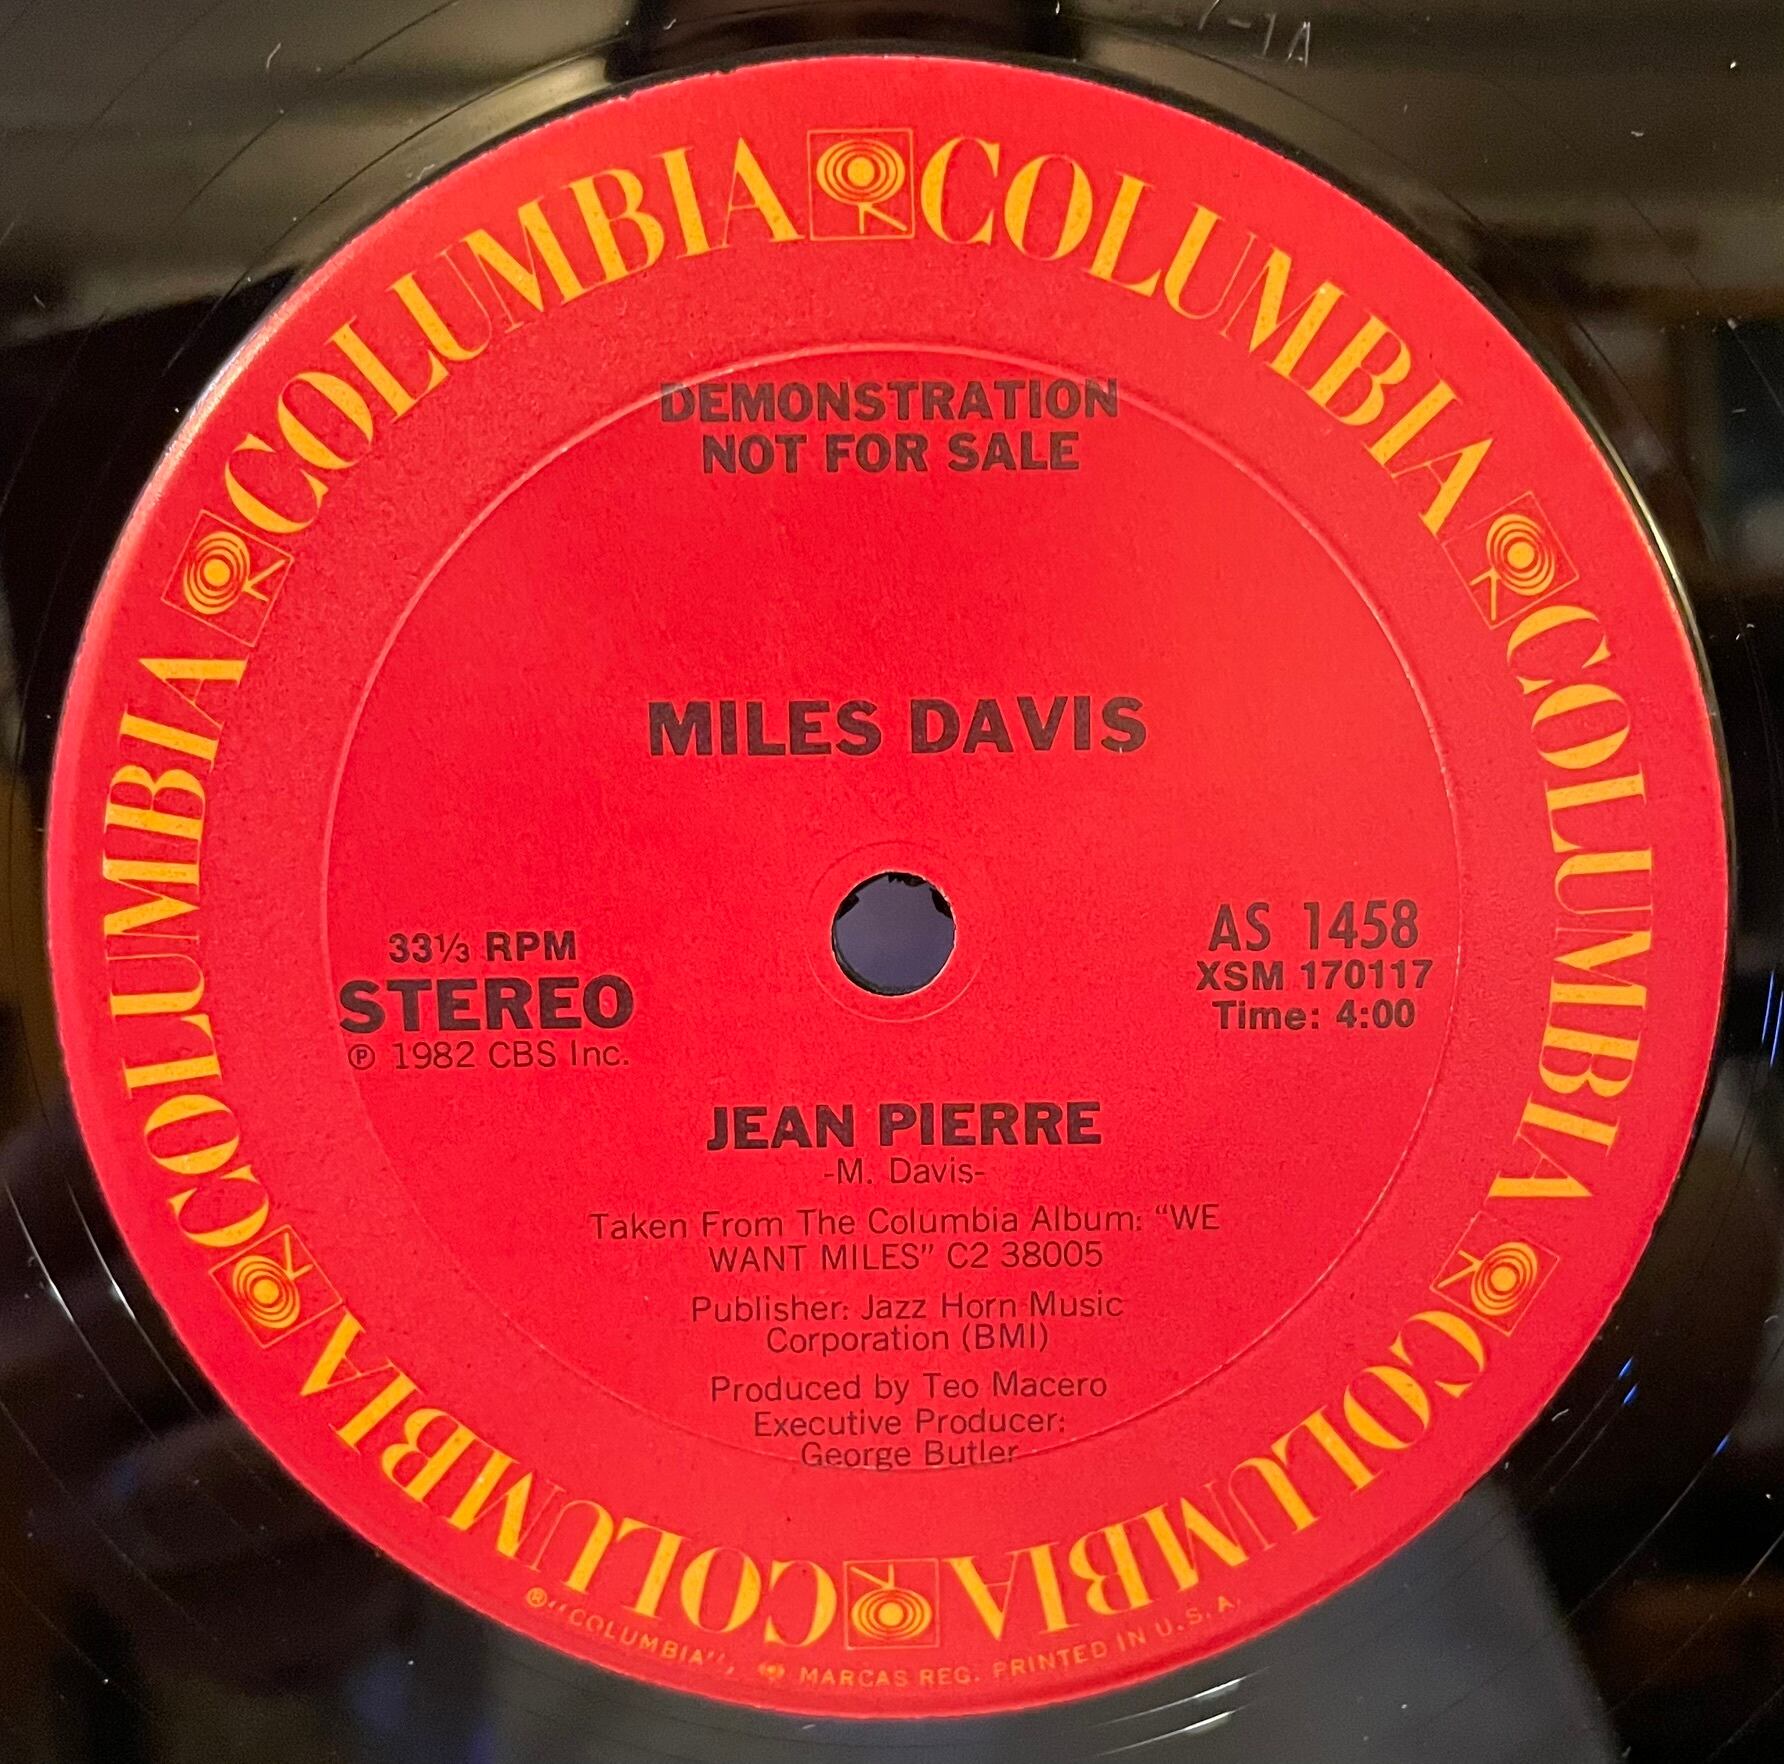 COLUMBIA COLUMBIA COLUMBIA COLUMBIA COLUMBIA COLUMBIA
DEMONSTRATION
NOT FOR SALE
MILES DAVIS
33⅓ RPM
STEREO
℗ 1982 CBS Inc.
AS 1458
XSM 170117
Time: 4:00
JEAN PIERRE
-M. Davis-
Taken From The Columbia Album: “WE
WANT MILES” C2 38005
Publisher: Jazz Horn Music
Corporation (BMI)
Produced by Teo Macero
Executive Producer:
George Butler
® "COLUMBIA", MARCAS REG. PRINTED IN U.S.A.